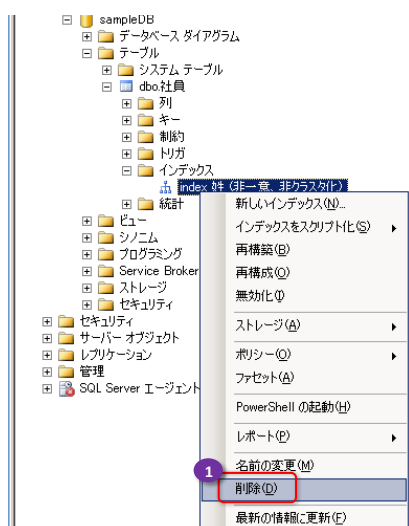 sampleDB
データベース ダイアグラム
テーブル
システム テーブル
dbo.社員
列
キー
制約
トリガ
インデックス
index_姓 (非一意、非クラスタ化)
統計
ビュー
シノニム
プログラミング
Service Broker
ストレージ
セキュリティ
セキュリティ
サーバー オブジェクト
レプリケーション
管理
SQL Server エージェント
新しいインデックス(N)...
インデックスをスクリプト化(S)
再構築(B)
再構成(O)
無効化(I)
ストレージ(A)
ポリシー(O)
ファセット(A)
PowerShell の起動(H)
レポート(P)
名前の変更(M)
1
削除(D)
最新の情報に更新(F)